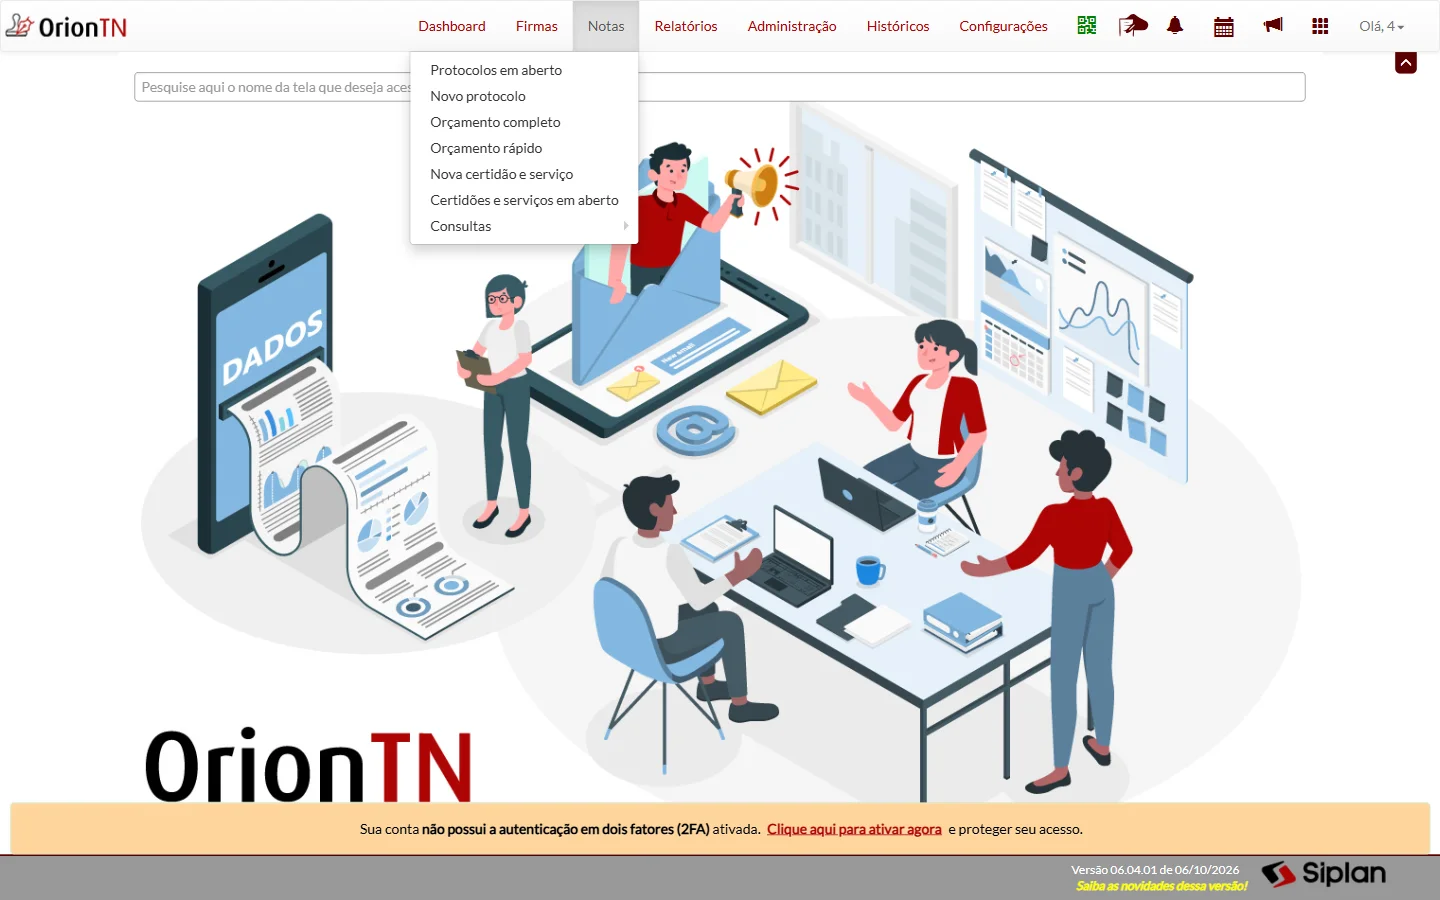 OrionTN
Dashboard
Firmas
Notas
Relatórios
Administração
Históricos
Configurações
Olá, 4
Pesquise aqui o nome da tela que deseja aces
Protocolos em aberto
Novo protocolo
Orçamento completo
Orçamento rápido
Nova certidão e serviço
Certidões e serviços em aberto
Consultas
DADOS
New email
@
OrionTN
Sua conta não possui a autenticação em dois fatores (2FA) ativada. Clique aqui para ativar agora e proteger seu acesso.
Versão 06.04.01 de 06/10/2026
Saiba as novidades dessa versão!
Siplan